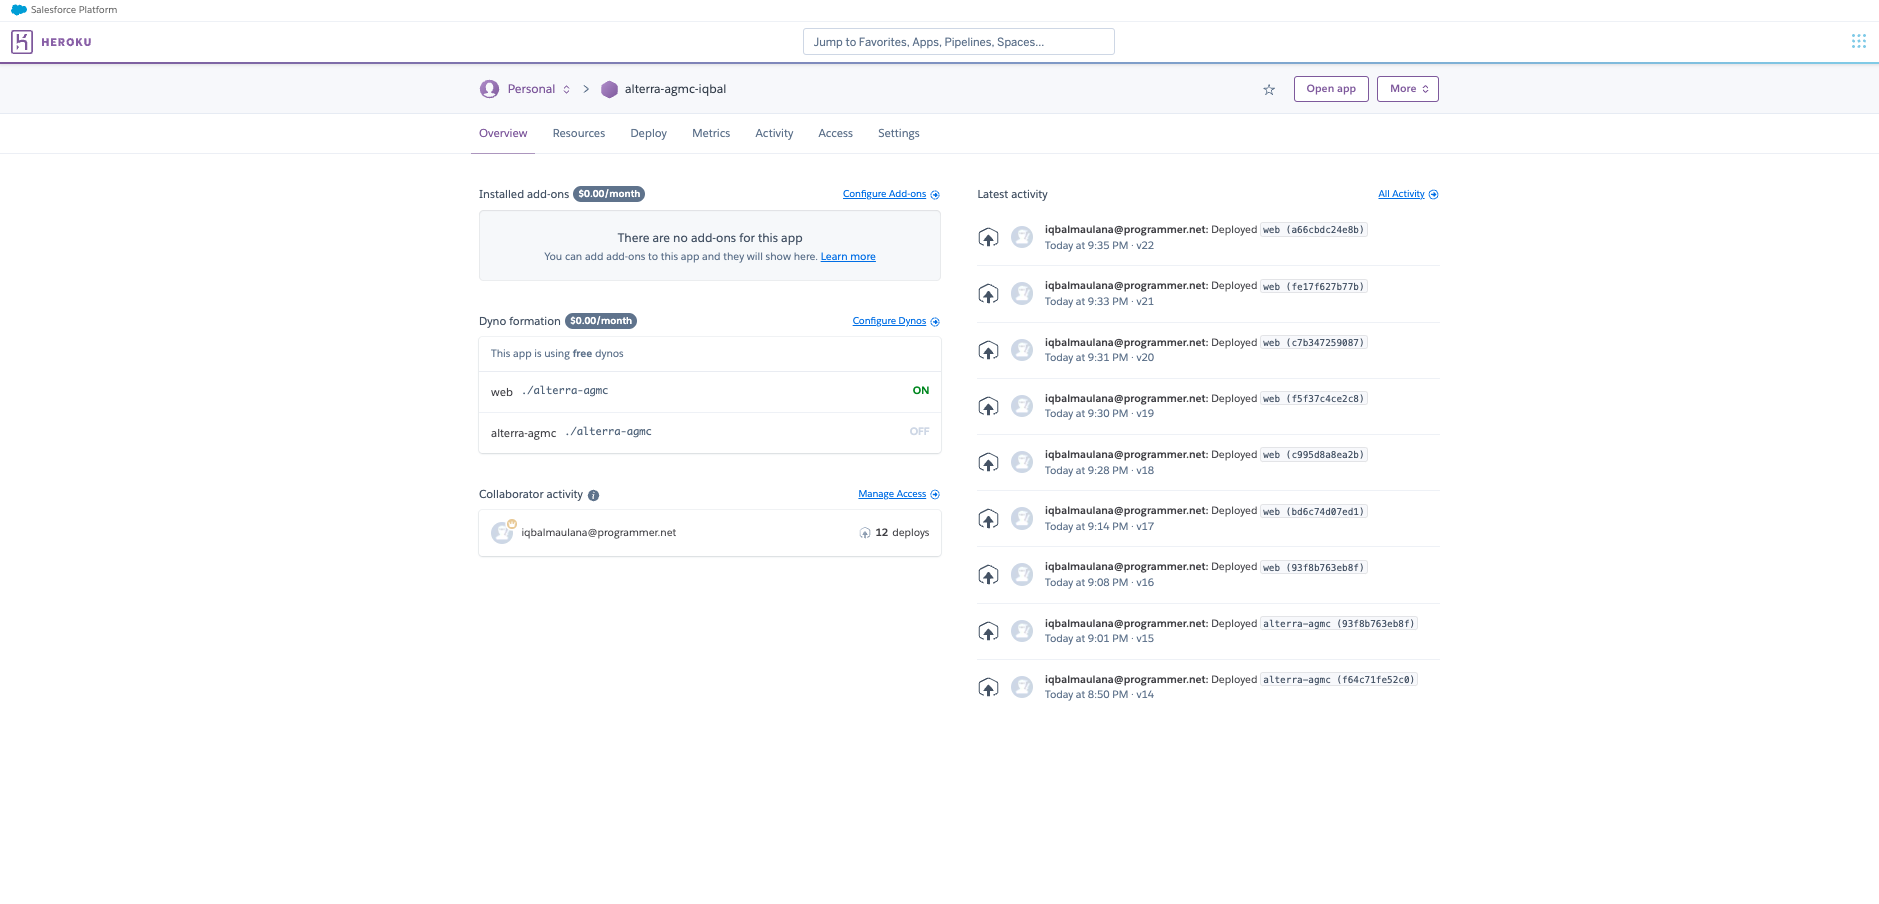 Salesforce Platform
HEROKU
Jump to Favorites, Apps, Pipelines, Spaces...
Personal
alterra-agmc-iqbal
Open app
More
Overview
Resources
Deploy
Metrics
Activity
Access
Settings
Installed add-ons $0.00/month
Configure Add-ons
There are no add-ons for this app
You can add add-ons to this app and they will show here. Learn more
Dyno formation $0.00/month
Configure Dynos
This app is using free dynos
web ./alterra-agmc
ON
alterra-agmc ./alterra-agmc
OFF
Collaborator activity i
Manage Access
iqbalmaulana@programmer.net
12 deploys
Latest activity
All Activity
iqbalmaulana@programmer.net: Deployed web (a66cbdc24e8b)
Today at 9:35 PM · v22
iqbalmaulana@programmer.net: Deployed web (fe17f627b77b)
Today at 9:33 PM · v21
iqbalmaulana@programmer.net: Deployed web (c7b347259087)
Today at 9:31 PM · v20
iqbalmaulana@programmer.net: Deployed web (f5f37c4ce2c8)
Today at 9:30 PM · v19
iqbalmaulana@programmer.net: Deployed web (c995d8a8ea2b)
Today at 9:28 PM · v18
iqbalmaulana@programmer.net: Deployed web (bd6c74d07ed1)
Today at 9:14 PM · v17
iqbalmaulana@programmer.net: Deployed web (93f8b763eb8f)
Today at 9:08 PM · v16
iqbalmaulana@programmer.net: Deployed alterra-agmc (93f8b763eb8f)
Today at 9:01 PM · v15
iqbalmaulana@programmer.net: Deployed alterra-agmc (f64c71fe52c0)
Today at 8:50 PM · v14